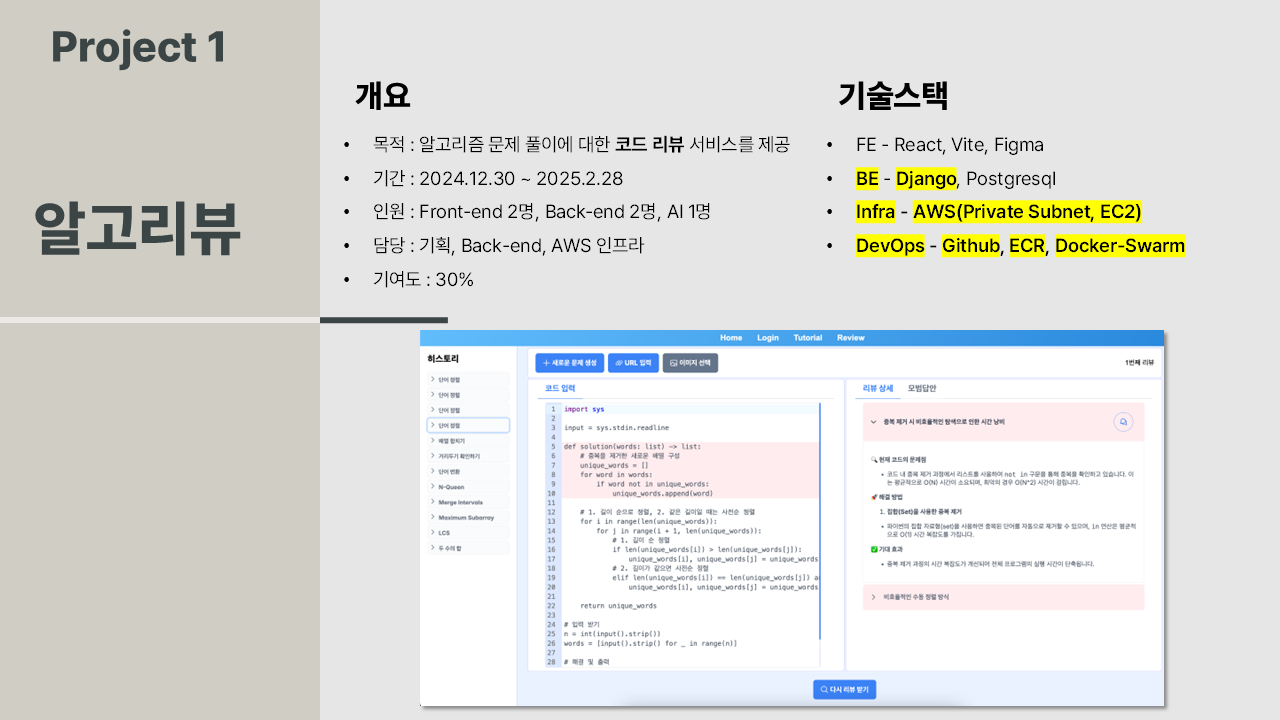 Project 1
알고리뷰
개요
• 목적 : 알고리즘 문제 풀이에 대한 코드 리뷰 서비스를 제공
• 기간 : 2024.12.30 ~ 2025.2.28
• 인원 : Front-end 2명, Back-end 2명, AI 1명
• 담당 : 기획, Back-end, AWS 인프라
• 기여도 : 30%
기술스택
• FE - React, Vite, Figma
• BE - Django, Postgresql
• Infra - AWS(Private Subnet, EC2)
• DevOps - Github, ECR, Docker-Swarm
Home Login Tutorial Review
히스토리
단어 정렬
단어 정렬
단어 정렬
단어 정렬
배열 합치기
거리두기 확인하기
단어 변환
N-Queen
Merge Intervals
Maximum Subarray
LCS
두 수의 합
새로운 문제 생성 URL 입력 이미지 선택
1번째 리뷰
코드 입력
1 import sys
2
3 input = sys.stdin.readline
4
5 def solution(words: list) -> list:
6 # 중복을 제거한 새로운 배열 구성
7 unique_words = []
8 for word in words:
9 if word not in unique_words:
10 unique_words.append(word)
11
12 # 1. 길이 순으로 정렬, 2. 같은 길이일 때는 사전순 정렬
13 for i in range(len(unique_words)):
14 for j in range(i + 1, len(unique_words)):
15 # 1. 길이 순 정렬
16 if len(unique_words[i]) > len(unique_words[j]):
17 unique_words[i], unique_words[j] = unique_words
18 # 2. 길이가 같으면 사전순 정렬
19 elif len(unique_words[i]) == len(unique_words[j]) a
20 unique_words[i], unique_words[j] = unique_words
21
22 return unique_words
23
24 # 입력 받기
25 n = int(input().strip())
26 words = [input().strip() for _ in range(n)]
27
28 # 해결 및 출력
리뷰 상세 모범답안
중복 제거 시 비효율적인 탐색으로 인한 시간 낭비
🔍 현재 코드의 문제점
• 코드 내 중복 제거 과정에서 리스트를 사용하여 not in 구문을 통해 중복을 확인하고 있습니다. 이
는 평균적으로 O(N) 시간이 소요되며, 최악의 경우 O(N^2) 시간이 걸립니다.
🚀 해결 방법
1. 집합(Set)을 사용한 중복 제거
• 파이썬의 집합 자료형(set)을 사용하면 중복된 단어를 자동으로 제거할 수 있으며, in 연산은 평균적
으로 O(1) 시간 복잡도를 가집니다.
✅ 기대 효과
• 중복 제거 과정의 시간 복잡도가 개선되어 전체 프로그램의 실행 시간이 단축됩니다.
비효율적인 수동 정렬 방식
다시 리뷰 받기